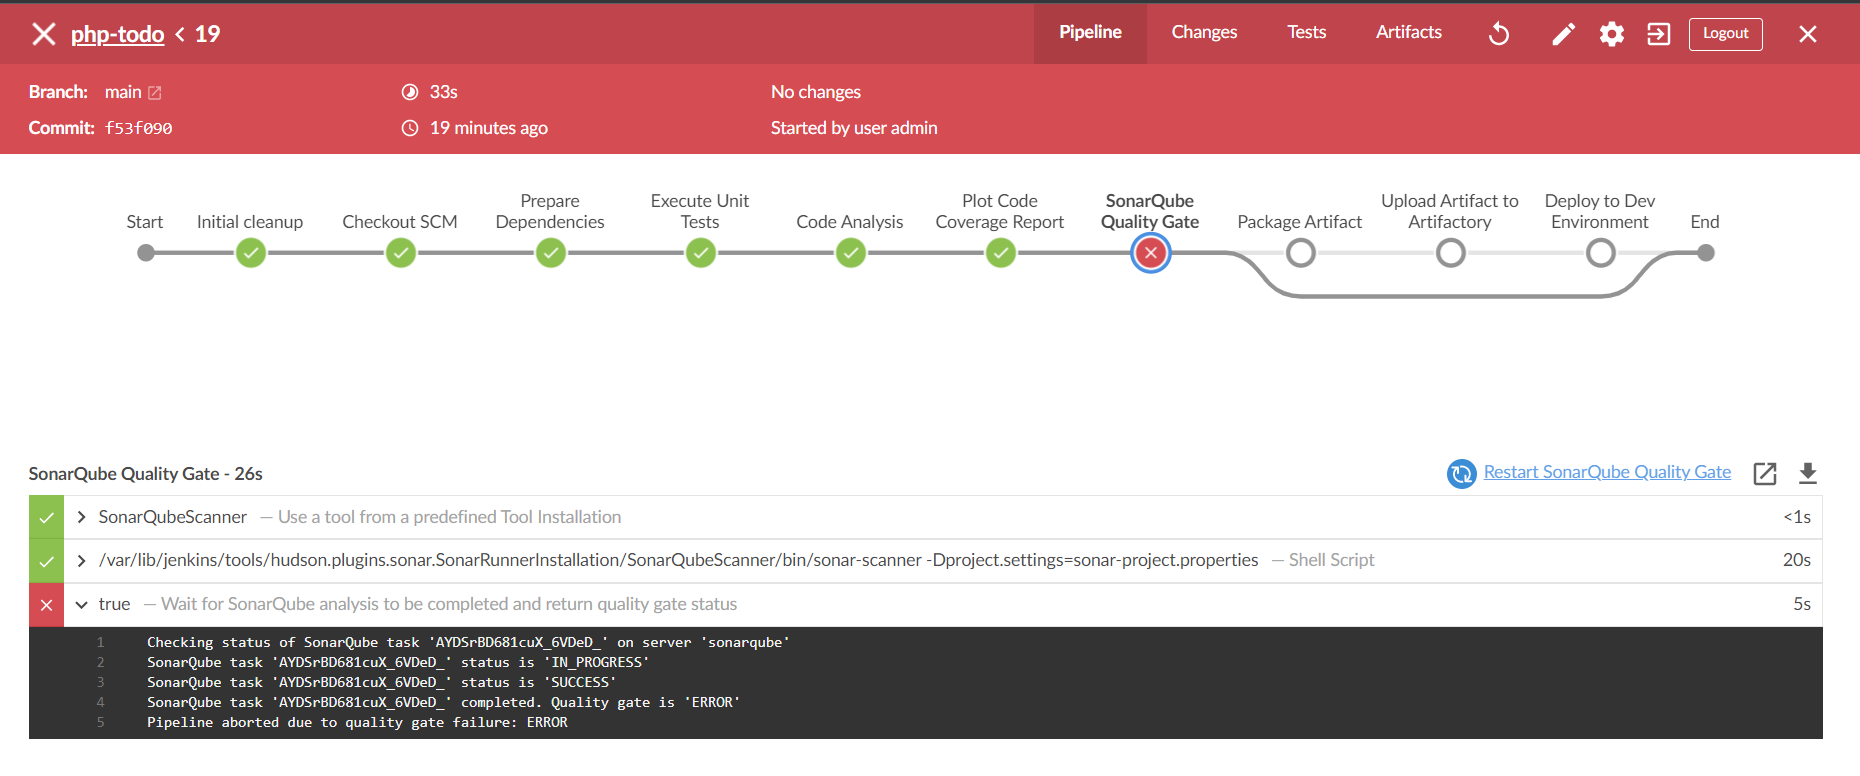 php-todo < 19
Pipeline Changes Tests Artifacts Logout
Branch: main 33s No changes
Commit: f53f090 19 minutes ago Started by user admin
Start
Initial cleanup
Checkout SCM
Prepare
Dependencies
Execute Unit
Tests
Code Analysis
Plot Code
Coverage Report
SonarQube
Quality Gate
Package Artifact
Upload Artifact to
Artifactory
Deploy to Dev
Environment
End
SonarQube Quality Gate - 26s Restart SonarQube Quality Gate
SonarQubeScanner — Use a tool from a predefined Tool Installation <1s
/var/lib/jenkins/tools/hudson.plugins.sonar.SonarRunnerInstallation/SonarQubeScanner/bin/sonar-scanner -Dproject.settings=sonar-project.properties — Shell Script 20s
true — Wait for SonarQube analysis to be completed and return quality gate status 5s
1 Checking status of SonarQube task 'AYDSrBD681cuX_6VDeD_' on server 'sonarqube'
2 SonarQube task 'AYDSrBD681cuX_6VDeD_' status is 'IN_PROGRESS'
3 SonarQube task 'AYDSrBD681cuX_6VDeD_' status is 'SUCCESS'
4 SonarQube task 'AYDSrBD681cuX_6VDeD_' completed. Quality gate is 'ERROR'
5 Pipeline aborted due to quality gate failure: ERROR